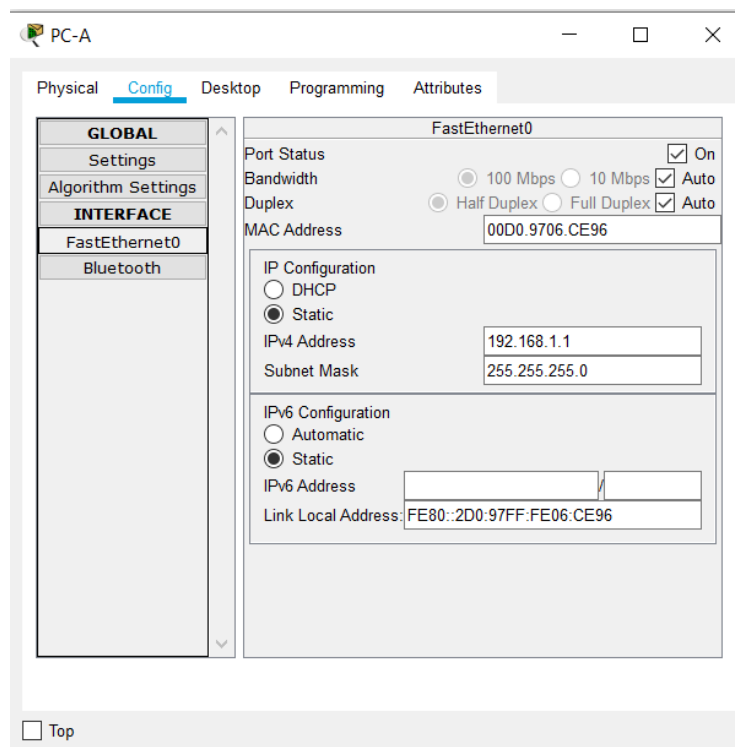 PC-A
Physical Config Desktop Programming Attributes
GLOBAL
Settings
Algorithm Settings
INTERFACE
FastEthernet0
Bluetooth
FastEthernet0
Port Status On
Bandwidth 100 Mbps 10 Mbps Auto
Duplex Half Duplex Full Duplex Auto
MAC Address 00D0.9706.CE96
IP Configuration
DHCP
Static
IPv4 Address 192.168.1.1
Subnet Mask 255.255.255.0
IPv6 Configuration
Automatic
Static
IPv6 Address /
Link Local Address: FE80::2D0:97FF:FE06:CE96
Top